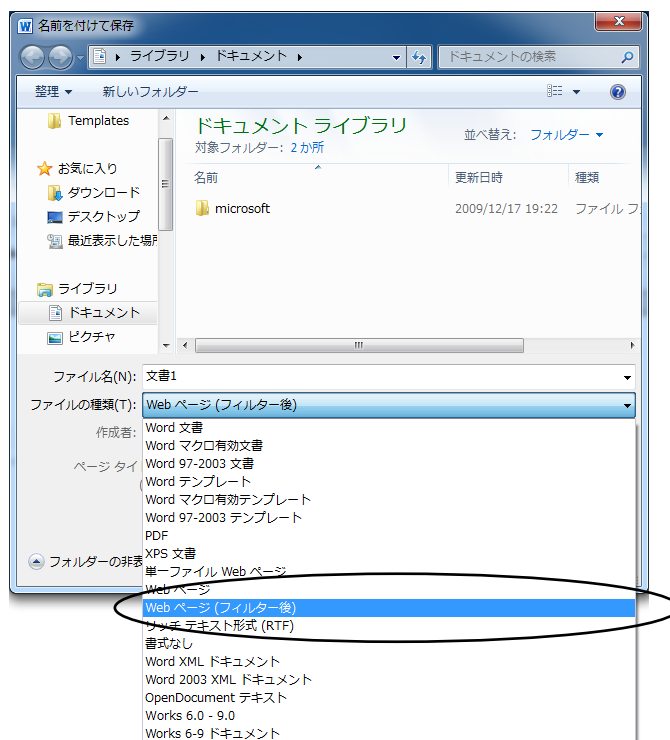 名前を付けて保存
ライブラリ ドキュメント
ドキュメントの検索
整理 新しいフォルダー
Templates
お気に入り
ダウンロード
デスクトップ
最近表示した場所
ライブラリ
ドキュメント
ピクチャ
ドキュメント ライブラリ
対象フォルダー: 2 か所
並べ替え: フォルダー
名前 更新日時 種類
microsoft 2009/12/17 19:22 ファイル フ
ファイル名(N): 文書1
ファイルの種類(T): Web ページ (フィルター後)
作成者:
ページ タイ
フォルダーの非表
Word 文書
Word マクロ有効文書
Word 97-2003 文書
Word テンプレート
Word マクロ有効テンプレート
Word 97-2003 テンプレート
PDF
XPS 文書
単一ファイル Web ページ
Web ページ
Web ページ (フィルター後)
リッチ テキスト形式 (RTF)
書式なし
Word XML ドキュメント
Word 2003 XML ドキュメント
OpenDocument テキスト
Works 6.0 - 9.0
Works 6-9 ドキュメント